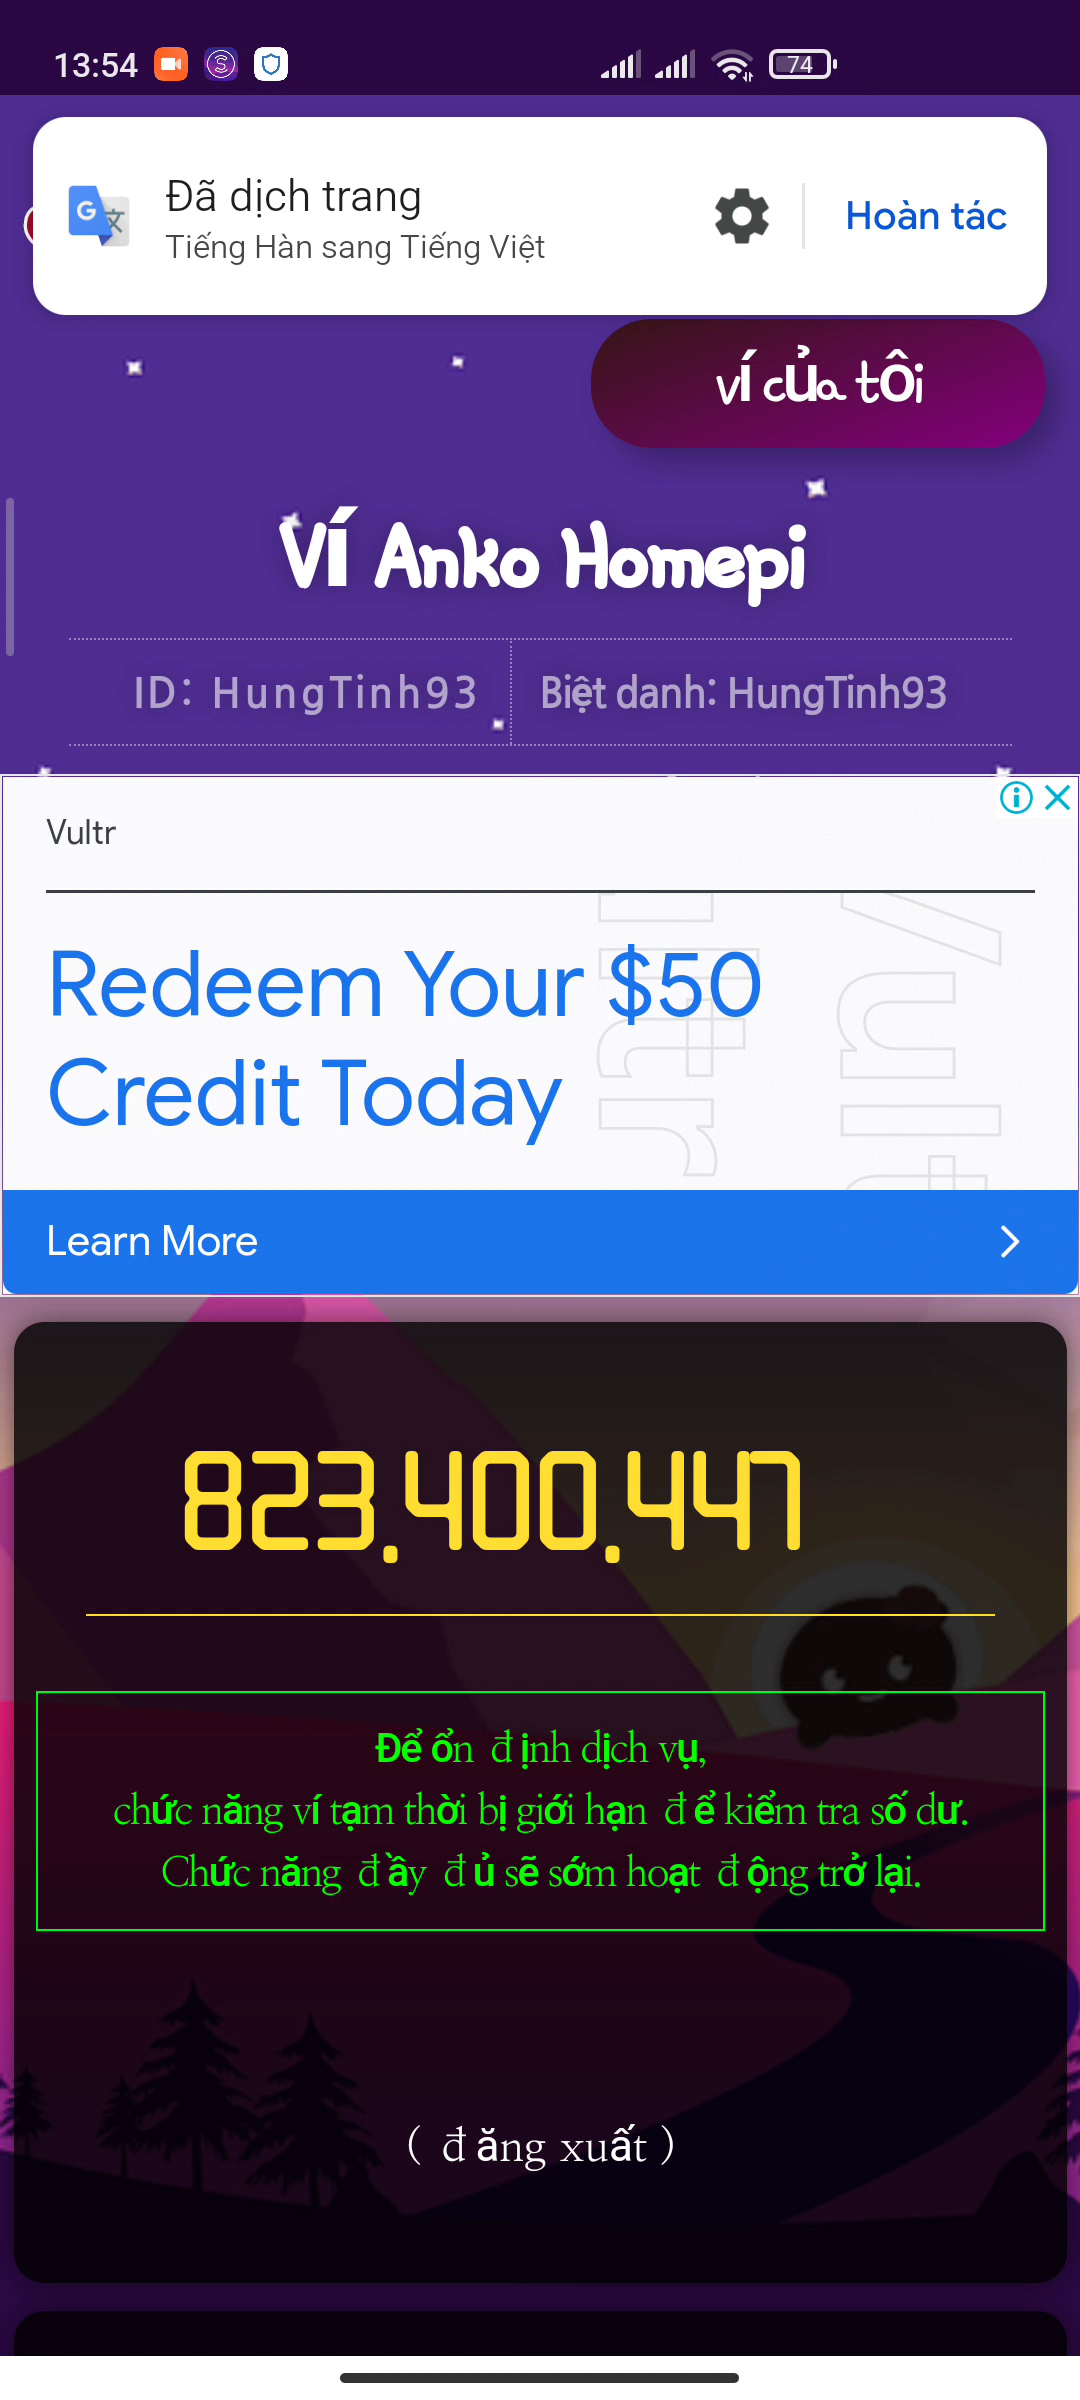 13:54
74
Đã dịch trang
Tiếng Hàn sang Tiếng Việt
Hoàn tác
ví của tôi
Ví Anko Homepi
ID: HungTinh93
Biệt danh: HungTinh93
Vultr
Redeem Your $50
Credit Today
Learn More
823.400.447
Để ổn định dịch vụ,
chức năng ví tạm thời bị giới hạn để kiểm tra số dư.
Chức năng đầy đủ sẽ sớm hoạt động trở lại.
( đăng xuất )